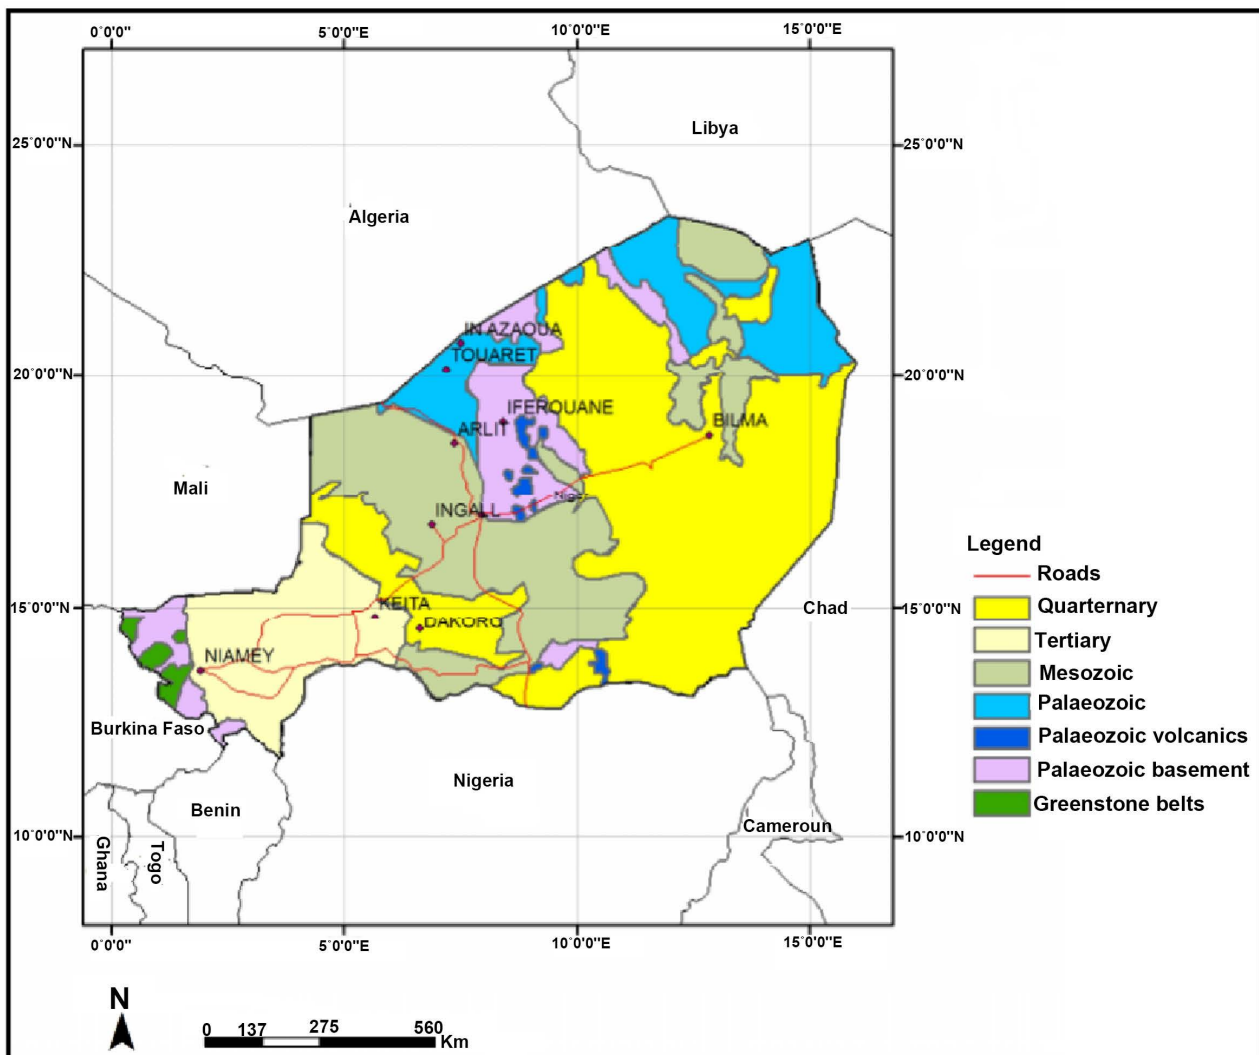 0°0'0"
5°0'0"E
10°0'0"E
15°0'0"E
25°0'0"N
25°0'0"N
Libya
Algeria
IN AZAOUA
TOUARET
20°0'0"N
20°0'0"N
IFEROUANE
ARLIT
BILMA
Mali
Niger
INGALL
Legend
Roads
15°0'0"N
KEITA
DAKORO
Chad
15°0'0"N
Quarternary
Tertiary
NIAMEY
Mesozoic
Palaeozoic
Burkina Faso
Palaeozoic volcanics
Nigeria
Palaeozoic basement
Benin
Greenstone belts
Cameroun
10°0'0"N
10°0'0"N
Ghana
Togo
0°0'0"
5°0'0"E
10°0'0"E
15°0'0"E
N
0 137 275 560
Km